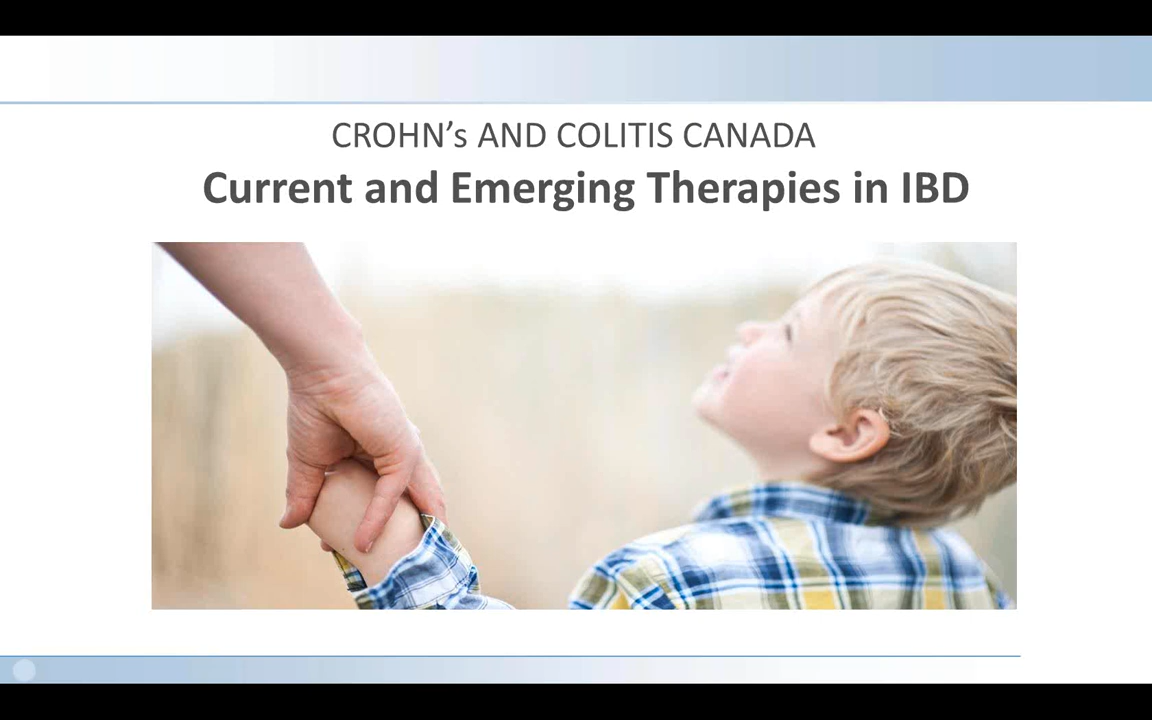 CROHN’s AND COLITIS CANADA
Current and Emerging Therapies in IBD